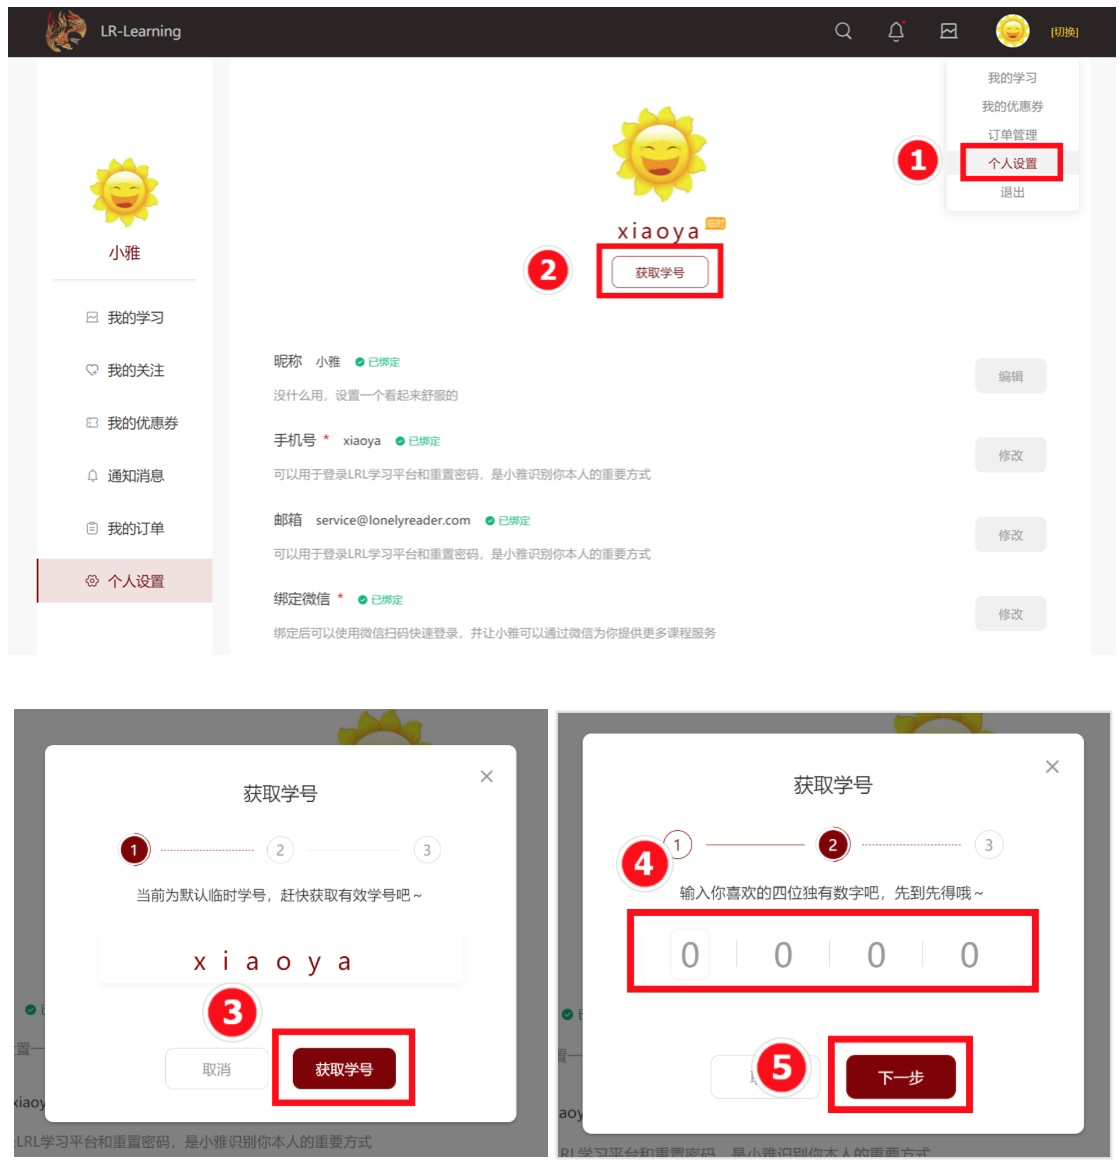 LR-Learning
[切换]
我的学习
我的优惠券
订单管理
1
个人设置
退出
xiaoya 临时
2
获取学号
小雅
我的学习
我的关注
我的优惠券
通知消息
我的订单
个人设置
昵称 小雅 已绑定
编辑
没什么用，设置一个看起来舒服的
手机号 * xiaoya 已绑定
修改
可以用于登录LRL学习平台和重置密码，是小雅识别你本人的重要方式
邮箱 service@lonelyreader.com 已绑定
修改
可以用于登录LRL学习平台和重置密码，是小雅识别你本人的重要方式
绑定微信 * 已绑定
修改
绑定后可以使用微信扫码快速登录，并让小雅可以通过微信为你提供更多课程服务
获取学号
1 2 3
当前为默认临时学号，赶快获取有效学号吧～
xiaoya
3
取消 获取学号
xiaoy
LRL学习平台和重置密码，是小雅识别你本人的重要方式
获取学号
1 2 3
4
输入你喜欢的四位独有数字吧，先到先得哦～
0 0 0 0
5
下一步
aoy
RL学习平台和重置密码，是小雅识别你本人的重要方式